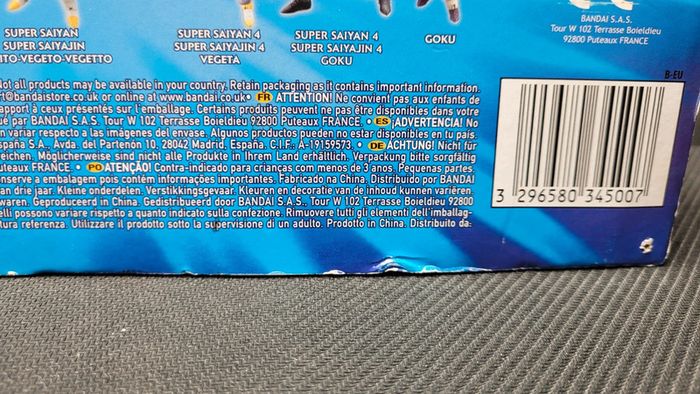 SUPER SAIYAN
SUPER SAIYAJIN
ITO-VEGETO-VEGETTO
SUPER SAIYAN 4
SUPER SAIYAJIN 4
VEGETA
SUPER SAIYAN 4
SUPER SAIYAJIN 4
GOKU
GOKU
BANDAI S.A.S.
Tour W 102 Terrasse Boieldieu
92800 Puteaux FRANCE
B-EU
Not all products may be available in your country. Retain packaging as it contains important information.
rt@bandaistore.co.uk or online at www.bandai.co.uk• FR ATTENTION! Ne convient pas aux enfants de
rapport à ceux présentés sur l'emballage. Certains produits peuvent ne pas être disponibles dans votre
ué par BANDAI S.A.S. Tour W 102 Terrasse Boieldieu 92800 Puteaux FRANCE • ES ¡ADVERTENCIA! No
n variar respecto a las imágenes del envase. Algunos productos pueden no estar disponibles en tu país.
España S.A., Avda. del Partenón 10, 28042 Madrid, España. C.I.F. A-19159573. • DE ACHTUNG! Nicht für
eichen. Möglicherweise sind nicht alle Produkte in Ihrem Land erhältlich. Verpackung bitte sorgfältig
uteaux FRANCE. • PO ATENÇÃO! Contra-indicado para crianças com menos de 3 anos. Pequenas partes.
onserve a embalagem pois contém informações importantes. Fabricado na China. Distribuido por BANDAI
an drie jaar. Kleine onderdelen. Verstikkingsgevaar. Kleuren en decoratie van de inhoud kunnen variëren.
waren. Geproduceerd in China. Gedistribueerd door BANDAI S.A.S., Tour W 102 Terrasse Boieldieu 92800
elli possono variare rispetto a quanto indicato sulla confezione. Rimuovere tutti gli elementi dell'imballag-
tura referenza. Utilizzare il prodotto sotto la supervisione di un adulto. Prodotto in China. Distribuito da:
3 296580 345007